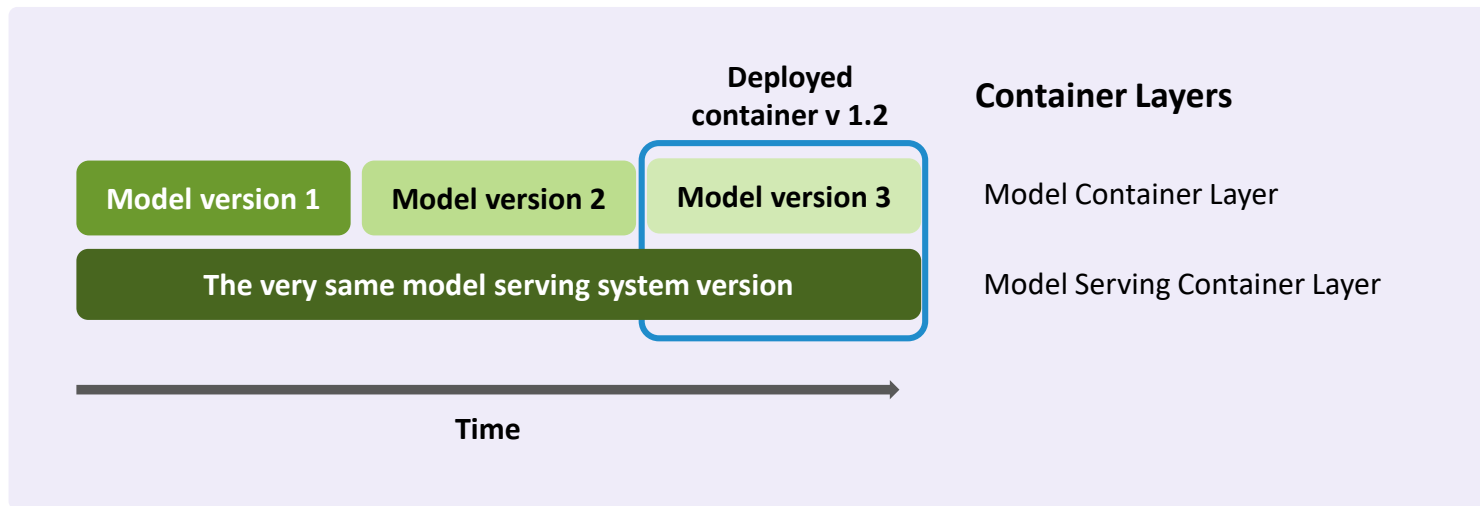 Deployed
container v 1.2
Container Layers
Model version 1
Model version 2
Model version 3
Model Container Layer
The very same model serving system version
Model Serving Container Layer
Time